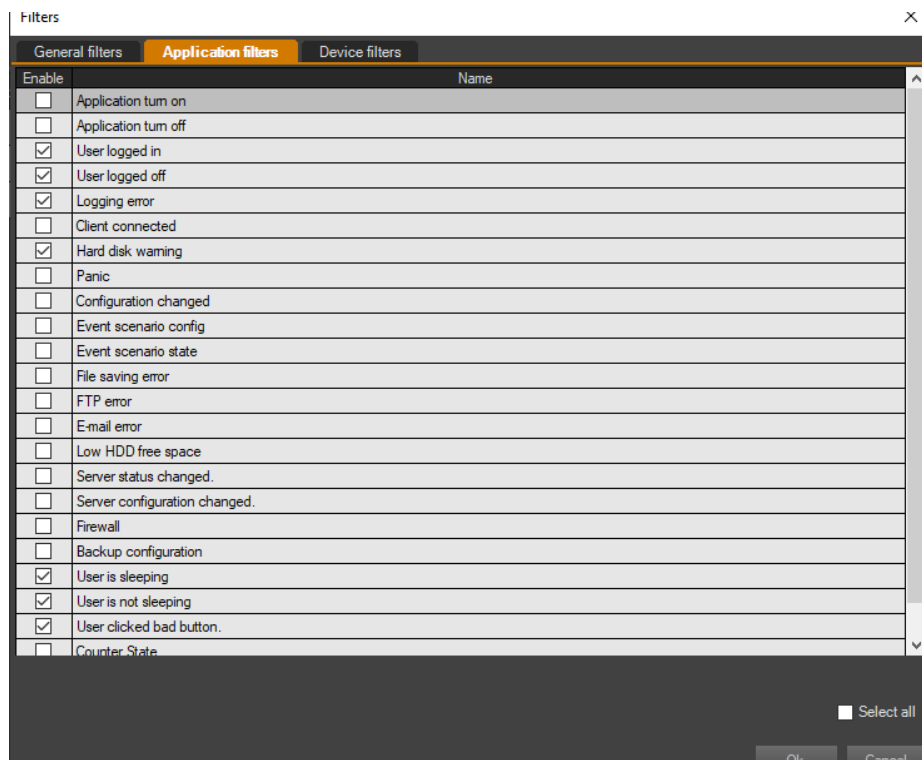 Filters
General filters Application filters Device filters
Enable Name
Application turn on
Application turn off
User logged in
User logged off
Logging error
Client connected
Hard disk warning
Panic
Configuration changed
Event scenario config
Event scenario state
File saving error
FTP error
E-mail error
Low HDD free space
Server status changed.
Server configuration changed.
Firewall
Backup configuration
User is sleeping
User is not sleeping
User clicked bad button.
Counter State
Select all
Ok Cancel